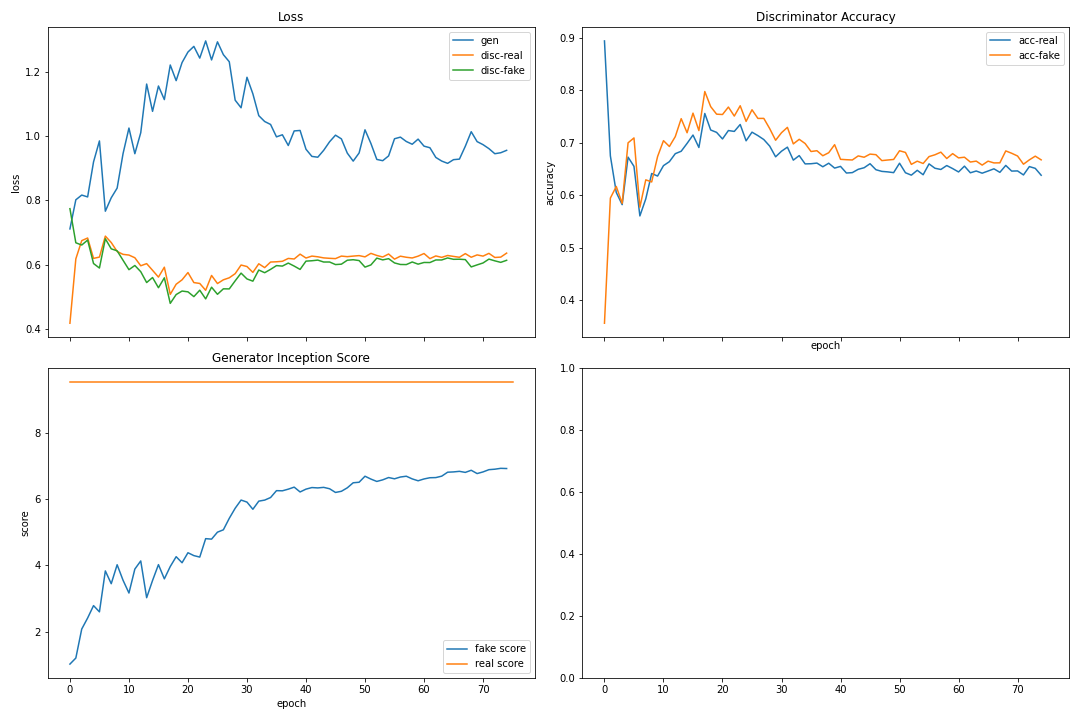 Loss
gen
disc-real
disc-fake
1.2
1.0
0.8
0.6
0.4
loss
Discriminator Accuracy
acc-real
acc-fake
0.9
0.8
0.7
0.6
0.5
0.4
accuracy
epoch
Generator Inception Score
8
6
4
2
score
fake score
real score
0 10 20 30 40 50 60 70
epoch
1.0
0.8
0.6
0.4
0.2
0.0
0 10 20 30 40 50 60 70